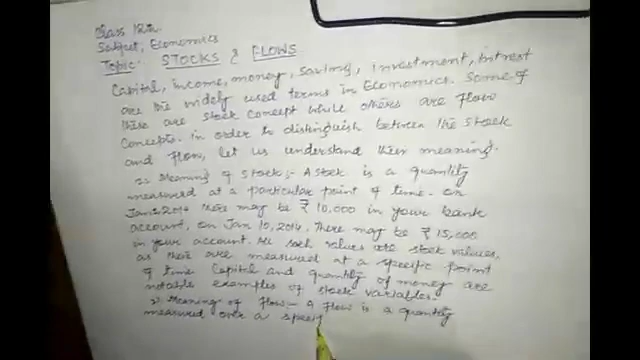 Class 12th
Subject, Economics
Topic: STOCKS & FLOWS
Capital, income, money, saving, investment, intrest
are the widely used terms in Economics. Some of
these are stock concept while others are flow
concepts. in order to distinguish between the stock
and flow, let us understand their meaning.
1: Meaning of Stocks:- A stock is a quantity
measured at a particular point of time. on
Jan 2014 there may be ₹ 10,000 in your bank
account, on Jan 10, 2014. There may be ₹ 15,000
in your account. All such values are stock values,
as these are measured at a specific point
of time Capital and quantity of money are
notable examples of stock variables.
2: Meaning of flow:- A flow is a quantity
measured over a specif